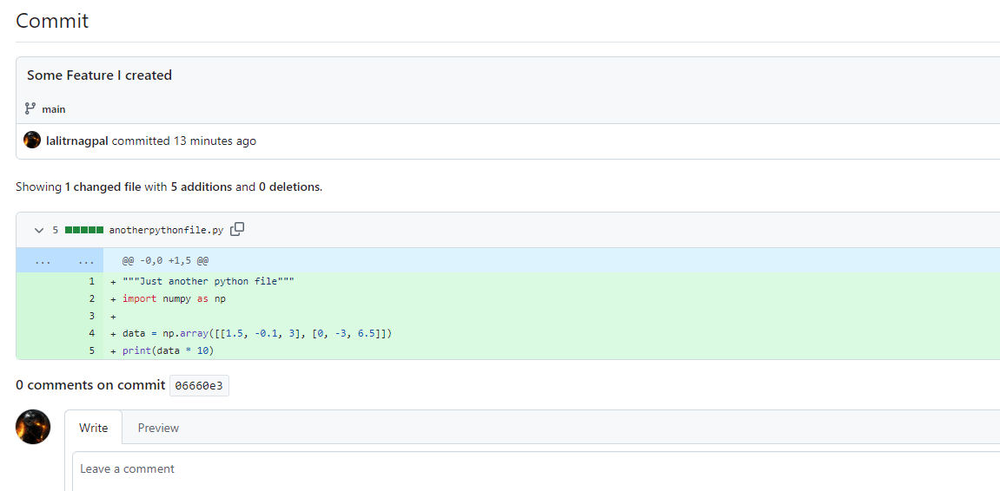 Commit
Some Feature I created
main
lalitrnagpal committed 13 minutes ago
Showing 1 changed file with 5 additions and 0 deletions.
5 anotherpythonfile.py
... ... @@ -0,0 +1,5 @@
1 + """Just another python file"""
2 + import numpy as np
3 +
4 + data = np.array([[1.5, -0.1, 3], [0, -3, 6.5]])
5 + print(data * 10)
0 comments on commit 06660e3
Write Preview
Leave a comment